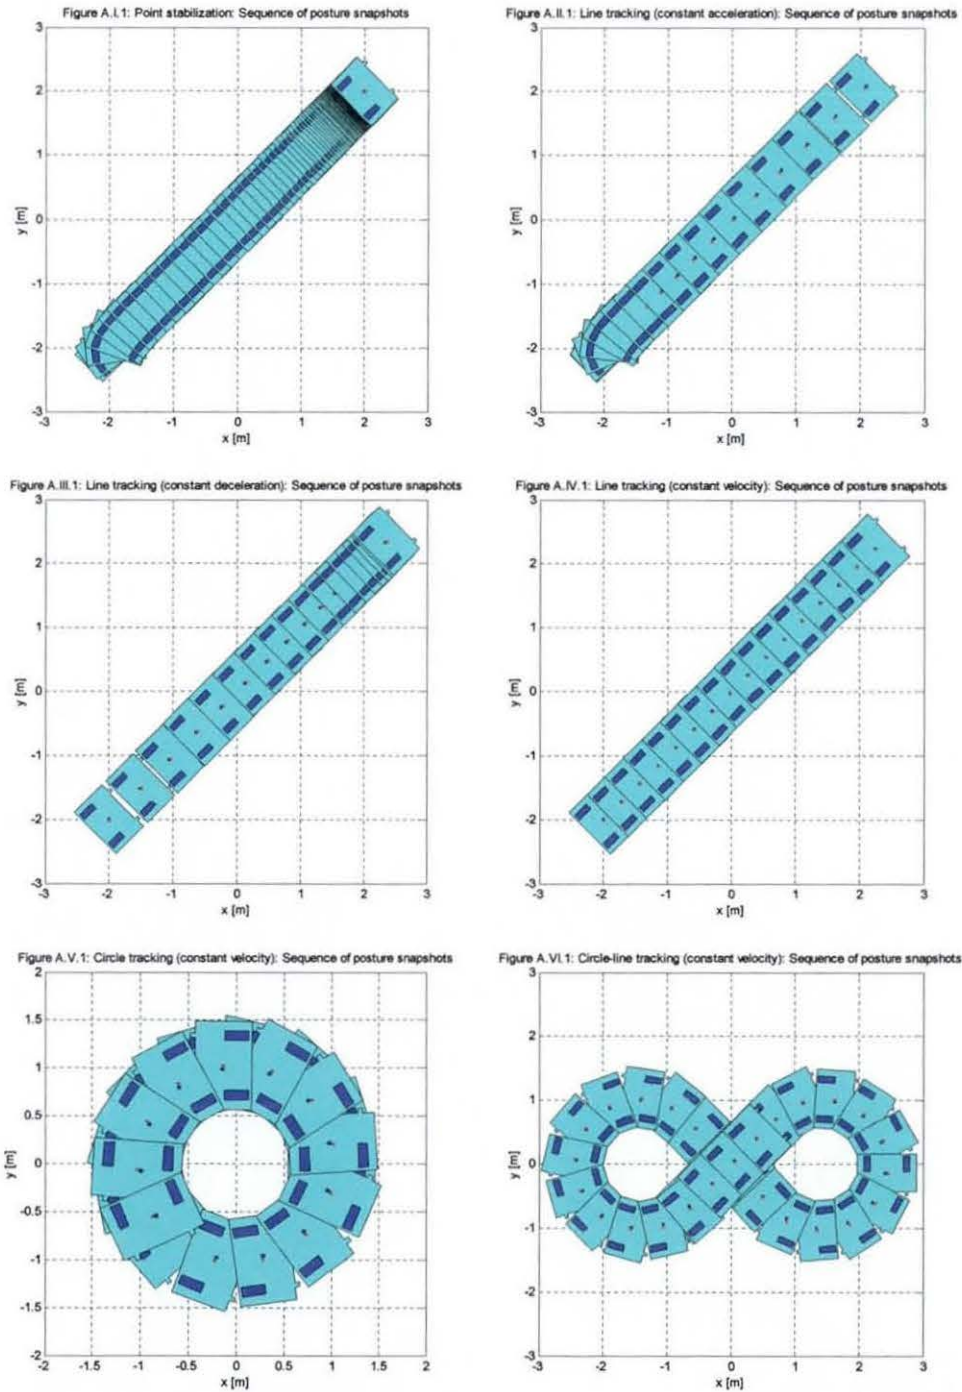 Figure A.I.1: Point stabilization: Sequence of posture snapshots
3
2
1
0
-1
-2
-3
y [m]
-3 -2 -1 0 1 2 3
x [m]
Figure A.II.1: Line tracking (constant acceleration): Sequence of posture snapshots
3
2
1
0
-1
-2
-3
y [m]
-3 -2 -1 0 1 2 3
x [m]
Figure A.III.1: Line tracking (constant deceleration): Sequence of posture snapshots
3
2
1
0
-1
-2
-3
y [m]
-3 -2 -1 0 1 2 3
x [m]
Figure A.IV.1: Line tracking (constant velocity): Sequence of posture snapshots
3
2
1
0
-1
-2
-3
y [m]
-3 -2 -1 0 1 2 3
x [m]
Figure A.V.1: Circle tracking (constant velocity): Sequence of posture snapshots
2
1.5
1
0.5
0
-0.5
-1
-1.5
-2
y [m]
-2 -1.5 -1 -0.5 0 0.5 1 1.5 2
x [m]
Figure A.VI.1: Circle-line tracking (constant velocity): Sequence of posture snapshots
3
2
1
0
-1
-2
-3
y [m]
-3 -2 -1 0 1 2 3
x [m]